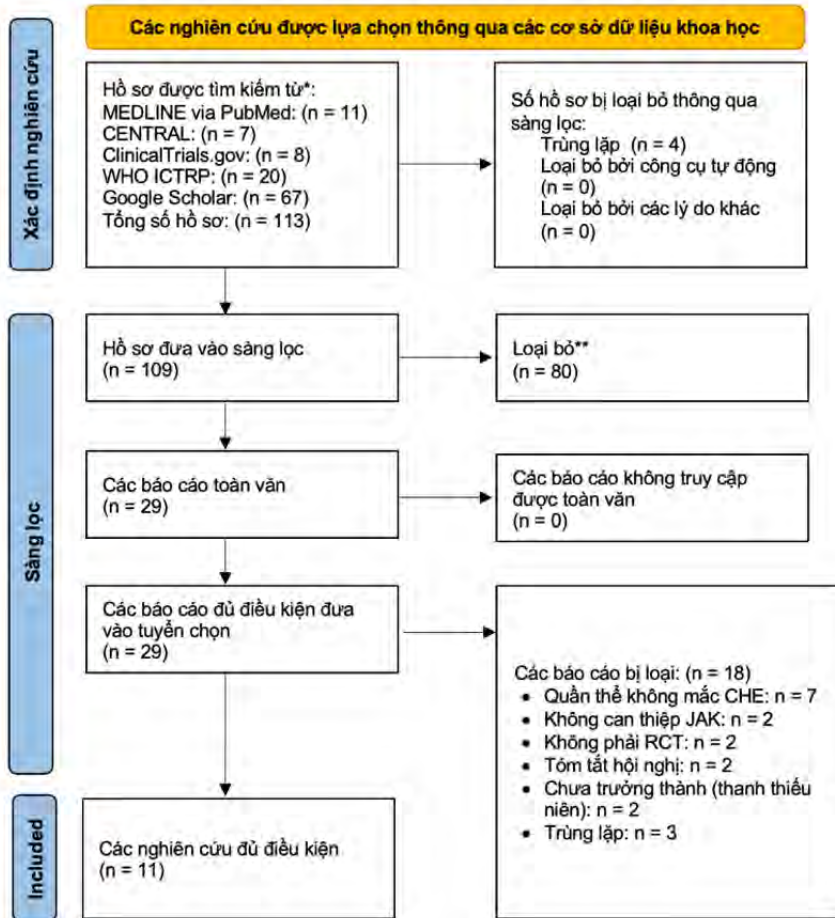 Các nghiên cứu được lựa chọn thông qua các cơ sở dữ liệu khoa học
Xác định nghiên cứu
Hồ sơ được tìm kiếm từ*:
MEDLINE via PubMed: (n = 11)
CENTRAL: (n = 7)
ClinicalTrials.gov: (n = 8)
WHO ICTRP: (n = 20)
Google Scholar: (n = 67)
Tổng số hồ sơ: (n = 113)
Số hồ sơ bị loại bỏ thông qua
sàng lọc:
Trùng lặp (n = 4)
Loại bỏ bởi công cụ tự động
(n = 0)
Loại bỏ bởi các lý do khác
(n = 0)
Sàng lọc
Hồ sơ đưa vào sàng lọc
(n = 109)
Loại bỏ**
(n = 80)
Các báo cáo toàn văn
(n = 29)
Các báo cáo không truy cập
được toàn văn
(n = 0)
Các báo cáo đủ điều kiện đưa
vào tuyển chọn
(n = 29)
Các báo cáo bị loại: (n = 18)
• Quần thể không mắc CHE: n = 7
• Không can thiệp JAK: n = 2
• Không phải RCT: n = 2
• Tóm tắt hội nghị: n = 2
• Chưa trưởng thành (thanh thiếu
niên): n = 2
• Trùng lặp: n = 3
Included
Các nghiên cứu đủ điều kiện
(n = 11)